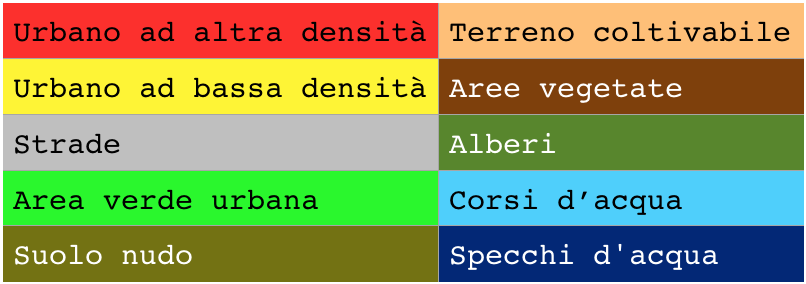 Urbano ad altra densità
Terreno coltivabile
Urbano ad bassa densità
Aree vegetate
Strade
Alberi
Area verde urbana
Corsi d’acqua
Suolo nudo
Specchi d'acqua